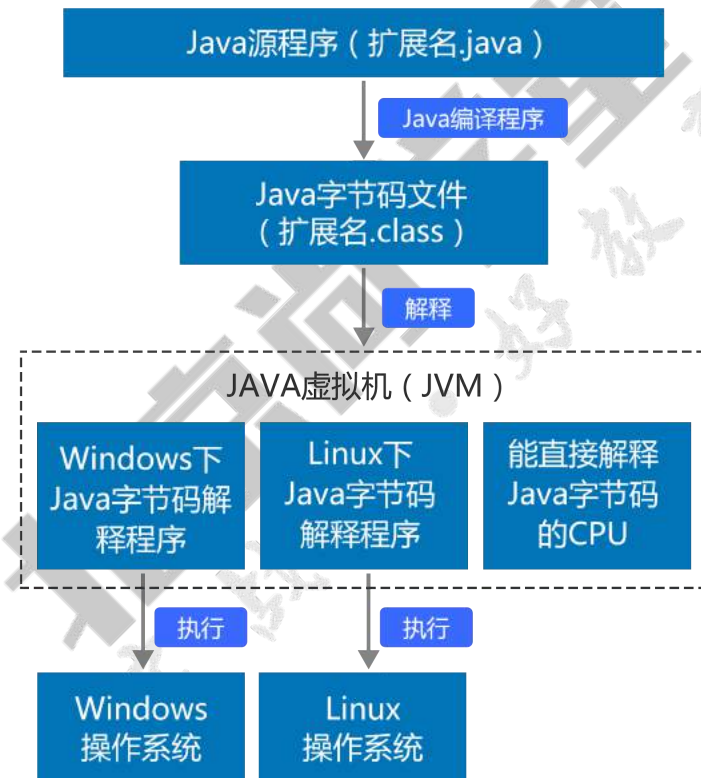 Java源程序（扩展名.java）
Java编译程序
Java字节码文件
（扩展名.class）
解释
JAVA虚拟机（JVM）
Windows下
Java字节码解
释程序
Linux下
Java字节码
解释程序
能直接解释
Java字节码
的CPU
执行
执行
Windows
操作系统
Linux
操作系统